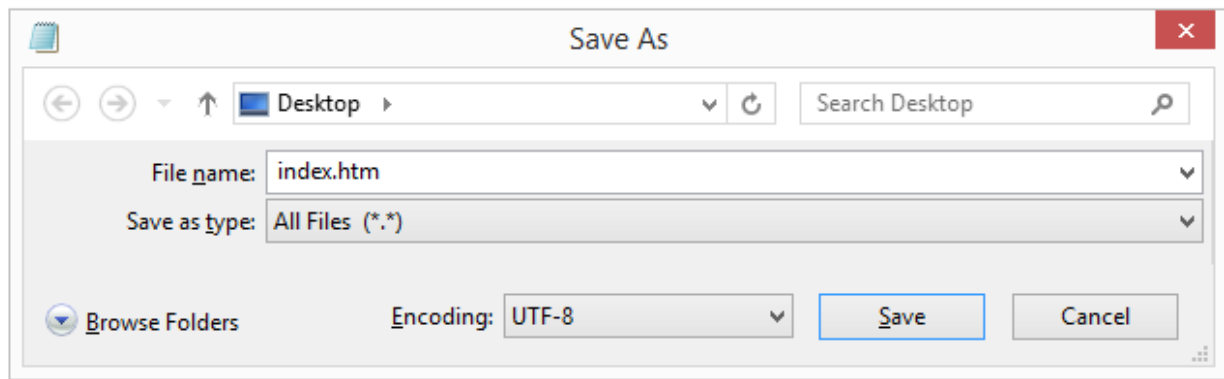 Save As
Desktop
Search Desktop
File name: index.htm
Save as type: All Files (*.*)
Browse Folders Encoding: UTF-8 Save Cancel